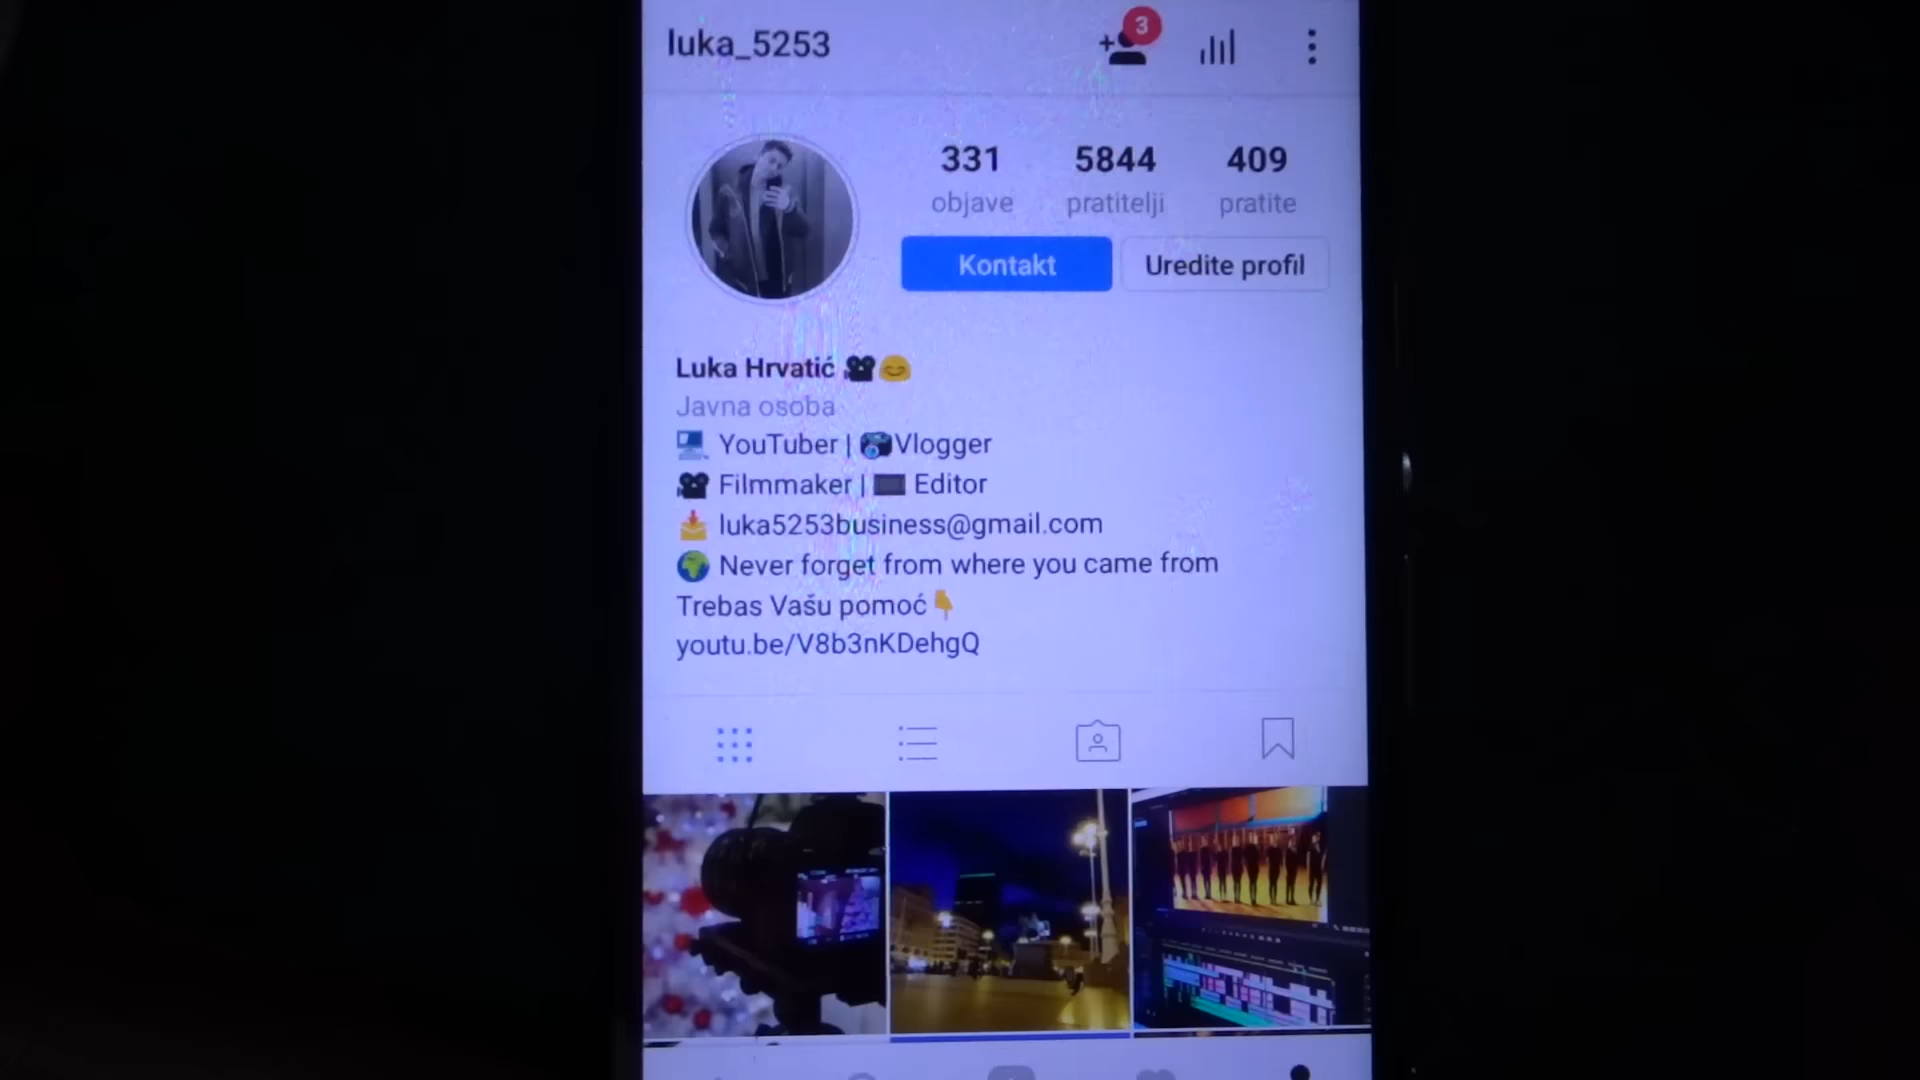 luka_5253
3
331 5844 409
objave pratitelji pratite
Kontakt Uredite profil
Luka Hrvatić
Javna osoba
YouTuber | Vlogger
Filmmaker | Editor
luka5253business@gmail.com
Never forget from where you came from
Trebas Vašu pomoć
youtu.be/V8b3nKDehgQ